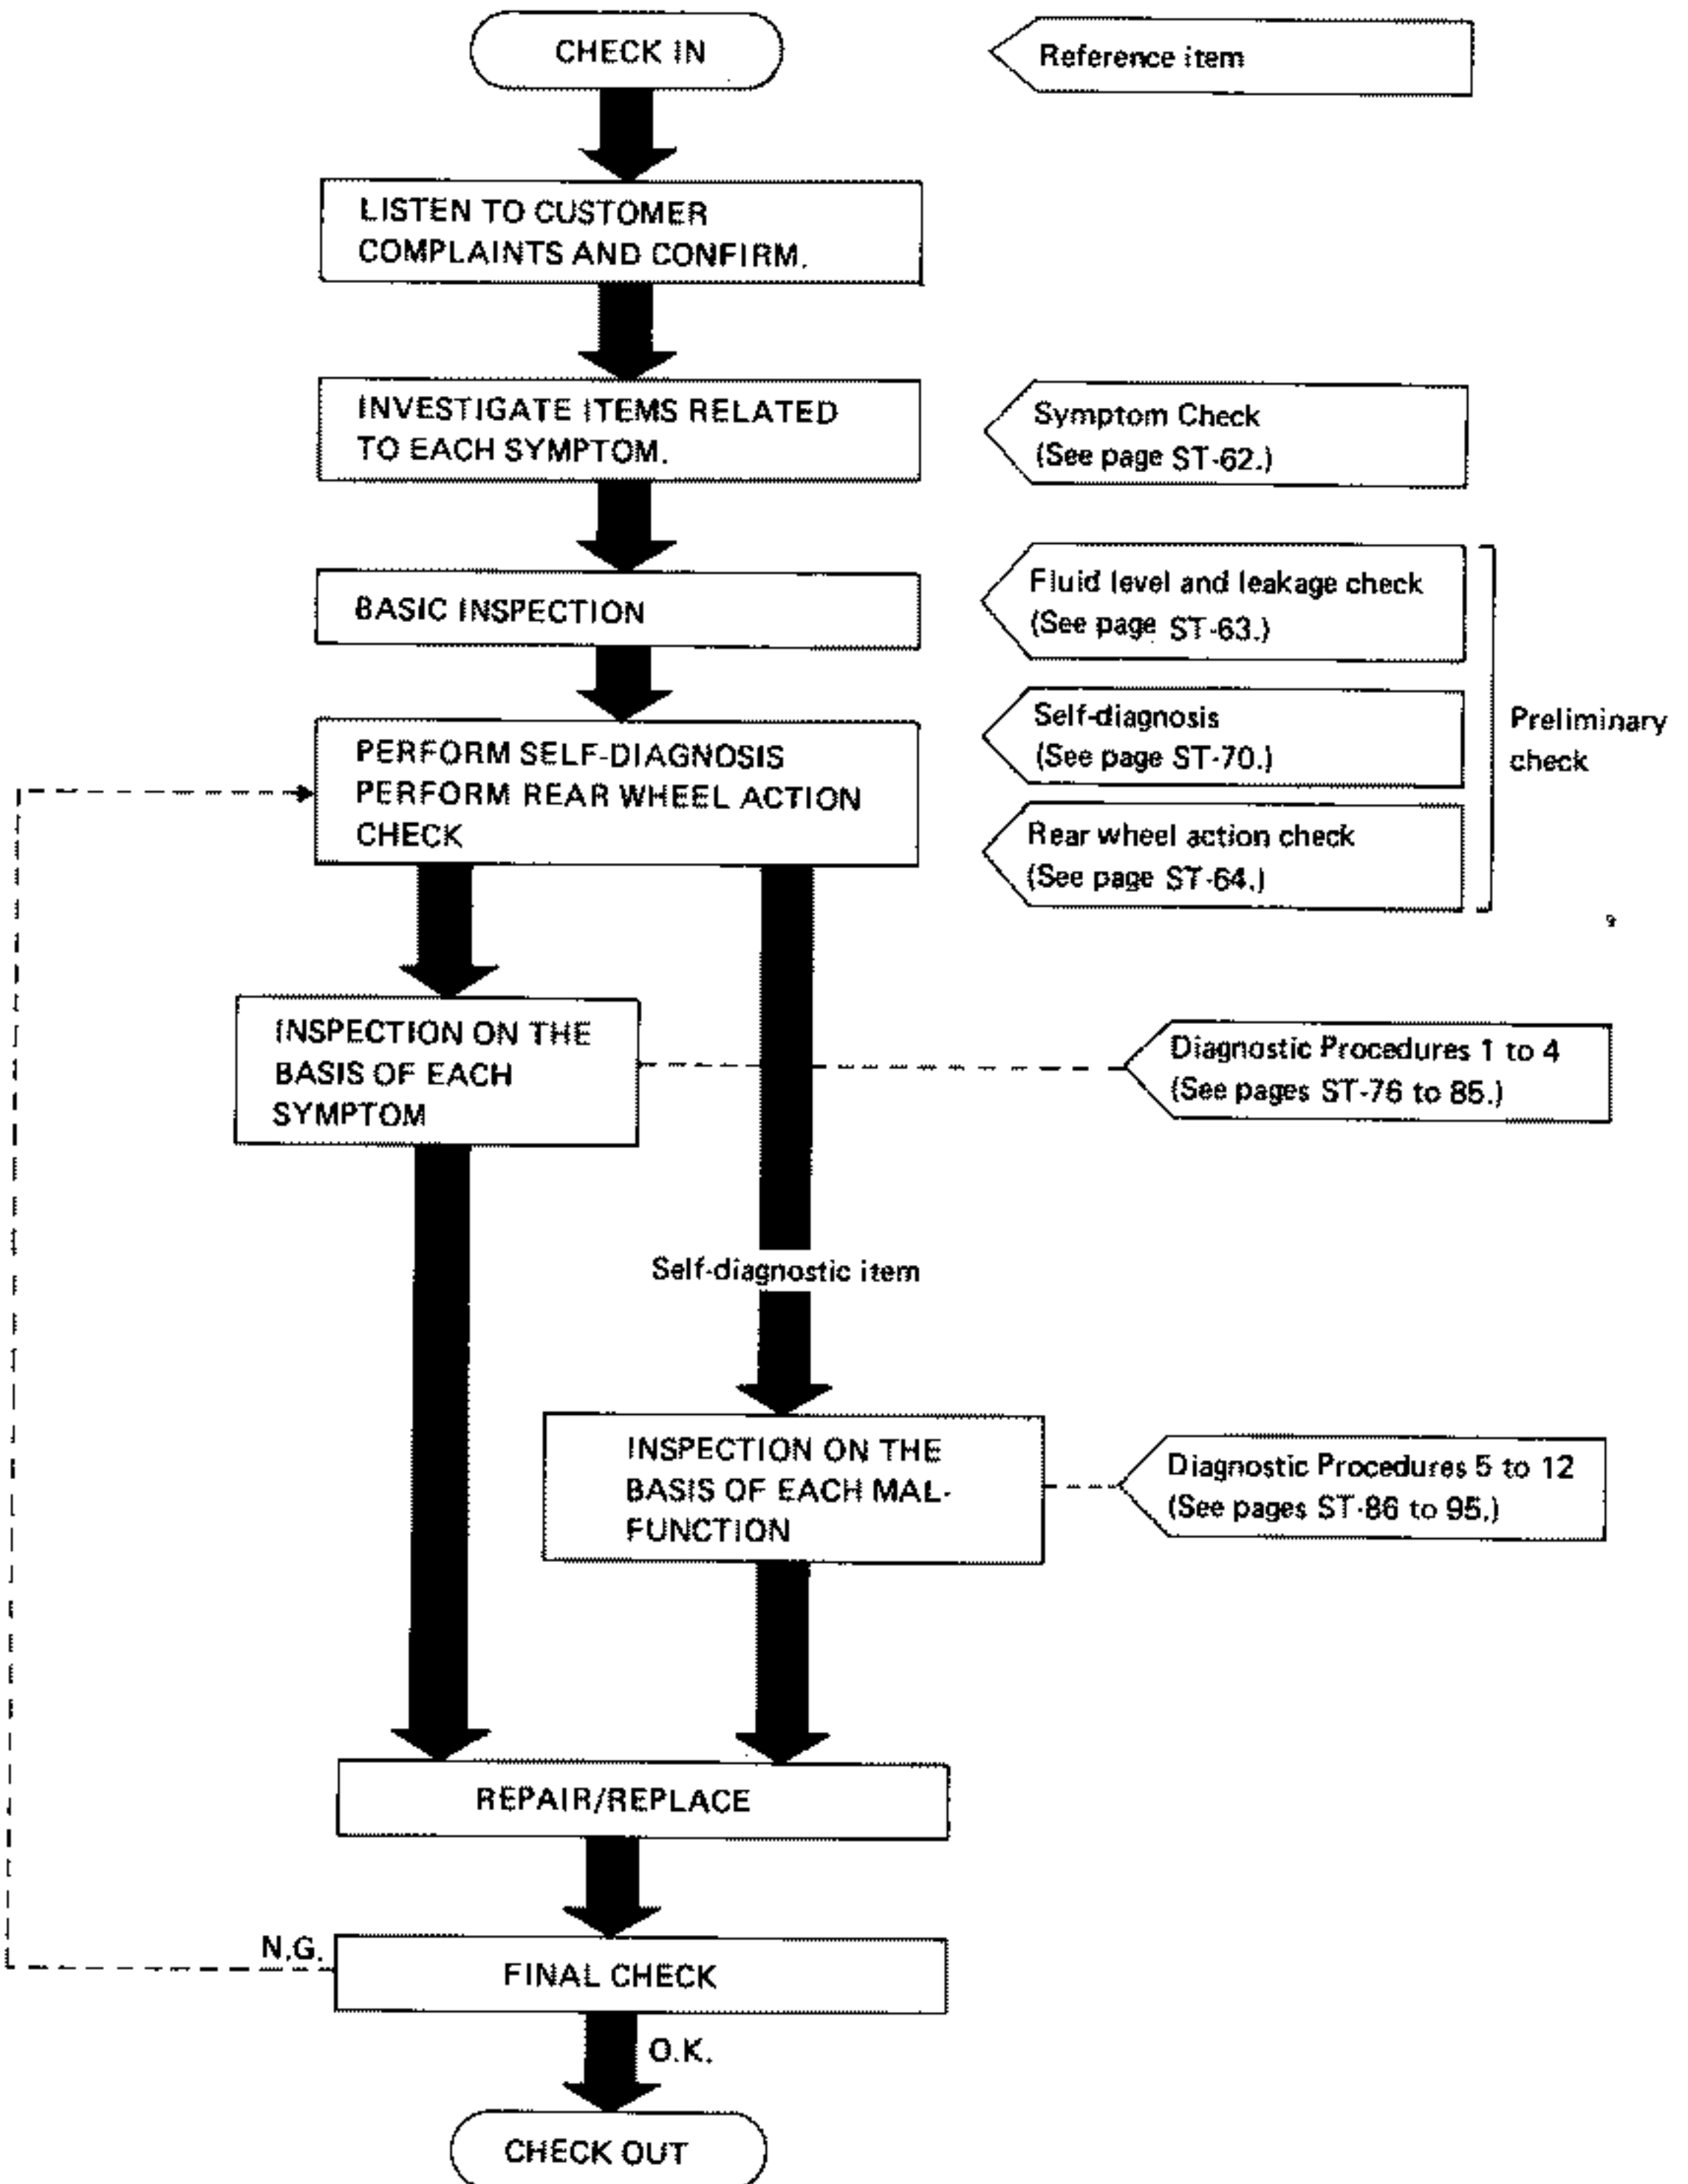 CHECK IN
Reference item
LISTEN TO CUSTOMER
COMPLAINTS AND CONFIRM.
INVESTIGATE ITEMS RELATED
TO EACH SYMPTOM.
Symptom Check
(See page ST-62.)
BASIC INSPECTION
Fluid level and leakage check
(See page ST-63.)
PERFORM SELF-DIAGNOSIS
PERFORM REAR WHEEL ACTION
CHECK
Self-diagnosis
(See page ST-70.)
Rear wheel action check
(See page ST-64.)
Preliminary
check
INSPECTION ON THE
BASIS OF EACH
SYMPTOM
Diagnostic Procedures 1 to 4
(See pages ST-76 to 85.)
Self-diagnostic item
INSPECTION ON THE
BASIS OF EACH MAL-
FUNCTION
Diagnostic Procedures 5 to 12
(See pages ST-86 to 95.)
REPAIR/REPLACE
N.G.
FINAL CHECK
O.K.
CHECK OUT